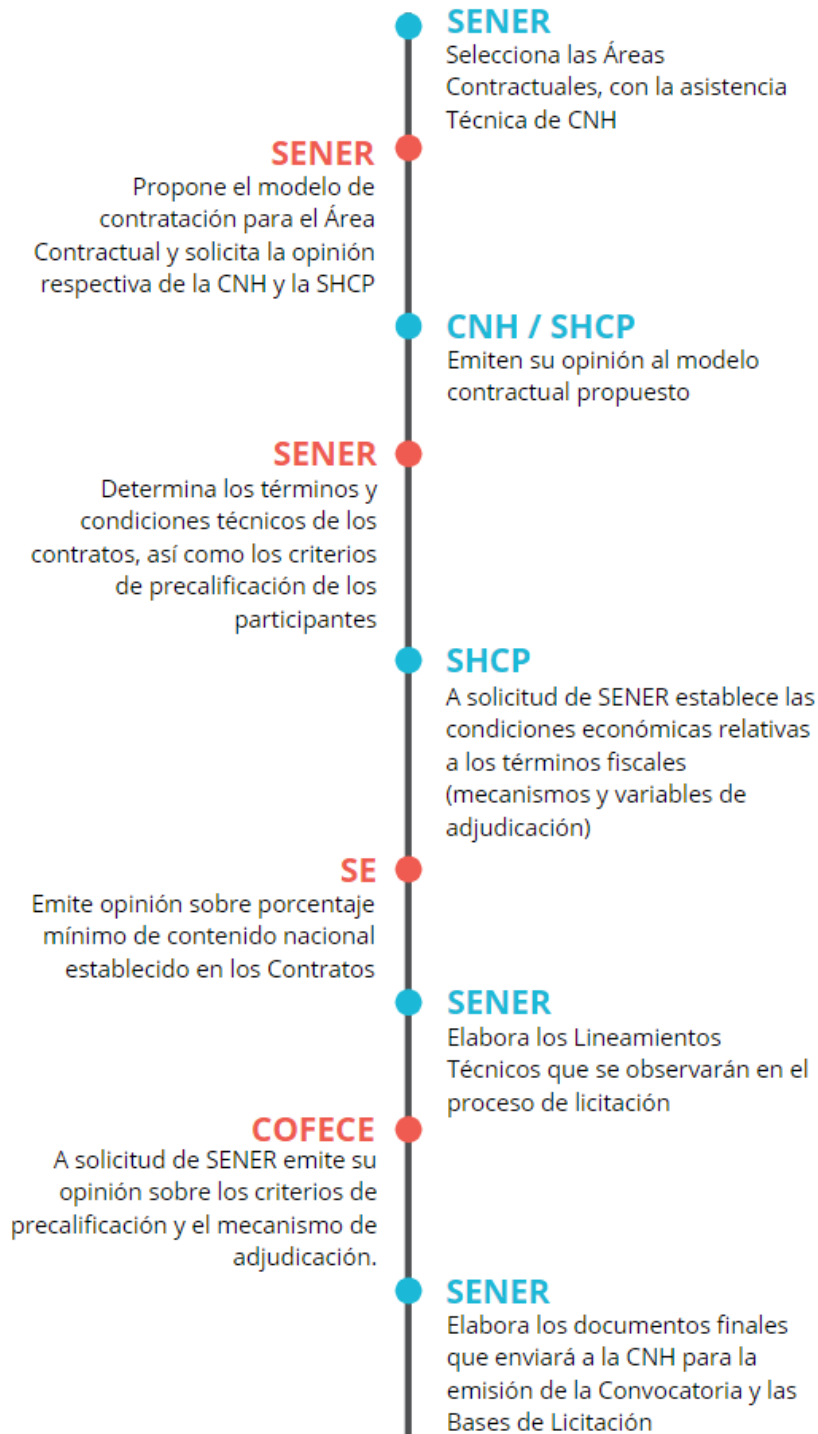 SENER
Selecciona las Áreas
Contractuales, con la asistencia
Técnica de CNH
SENER
Propone el modelo de
contratación para el Área
Contractual y solicita la opinión
respectiva de la CNH y la SHCP
CNH / SHCP
Emiten su opinión al modelo
contractual propuesto
SENER
Determina los términos y
condiciones técnicos de los
contratos, así como los criterios
de precalificación de los
participantes
SHCP
A solicitud de SENER establece las
condiciones económicas relativas
a los términos fiscales
(mecanismos y variables de
adjudicación)
SE
Emite opinión sobre porcentaje
mínimo de contenido nacional
establecido en los Contratos
SENER
Elabora los Lineamientos
Técnicos que se observarán en el
proceso de licitación
COFECE
A solicitud de SENER emite su
opinión sobre los criterios de
precalificación y el mecanismo de
adjudicación.
SENER
Elabora los documentos finales
que enviará a la CNH para la
emisión de la Convocatoria y las
Bases de Licitación